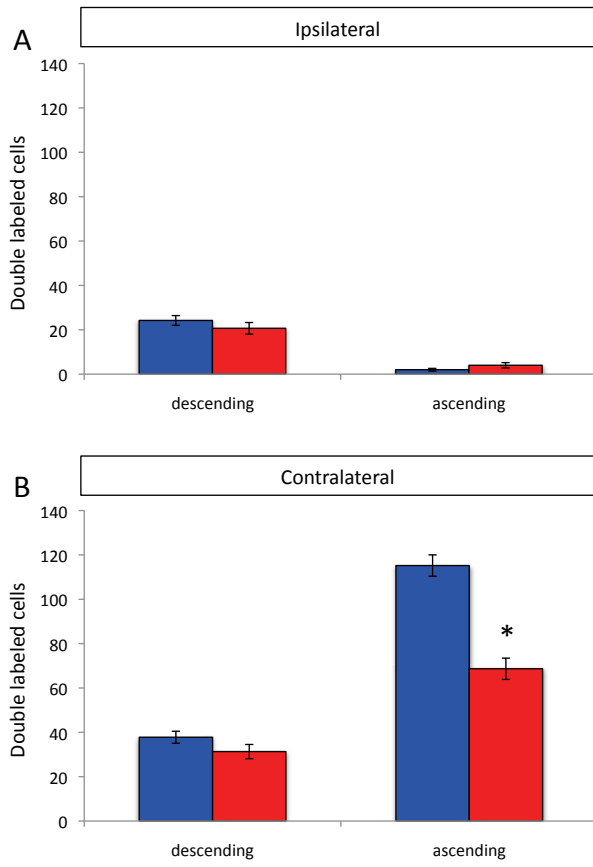 A
Ipsilateral
Double labeled cells
140
120
100
80
60
40
20
0
descending ascending
B
Contralateral
Double labeled cells
140
120
100
80
60
40
20
0
*
descending ascending